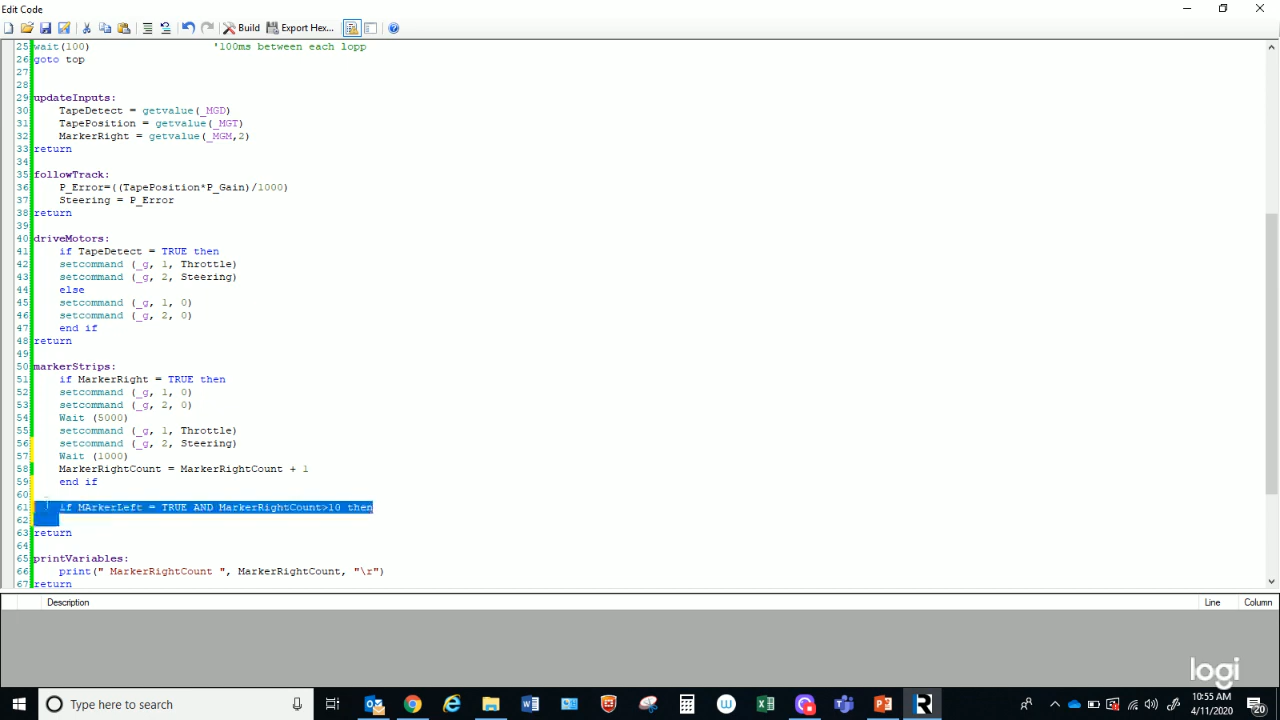 Edit Code
Build Export Hex...
25 wait(100) '100ms between each lopp
26 goto top
27
28
29 updateInputs:
30 TapeDetect = getvalue(_MGD)
31 TapePosition = getvalue(_MGT)
32 MarkerRight = getvalue(_MGM,2)
33 return
34
35 followTrack:
36 P_Error=((TapePosition*P_Gain)/1000)
37 Steering = P_Error
38 return
39
40 driveMotors:
41 if TapeDetect = TRUE then
42 setcommand (_g, 1, Throttle)
43 setcommand (_g, 2, Steering)
44 else
45 setcommand (_g, 1, 0)
46 setcommand (_g, 2, 0)
47 end if
48 return
49
50 markerStrips:
51 if MarkerRight = TRUE then
52 setcommand (_g, 1, 0)
53 setcommand (_g, 2, 0)
54 Wait (5000)
55 setcommand (_g, 1, Throttle)
56 setcommand (_g, 2, Steering)
57 Wait (1000)
58 MarkerRightCount = MarkerRightCount + 1
59 end if
60
61 if MArkerLeft = TRUE AND MarkerRightCount>10 then
62
63 return
64
65 printVariables:
66 print(" MarkerRightCount ", MarkerRightCount, "\r")
67 return
Description Line Column
logi
Type here to search
10:55 AM
4/11/2020
20